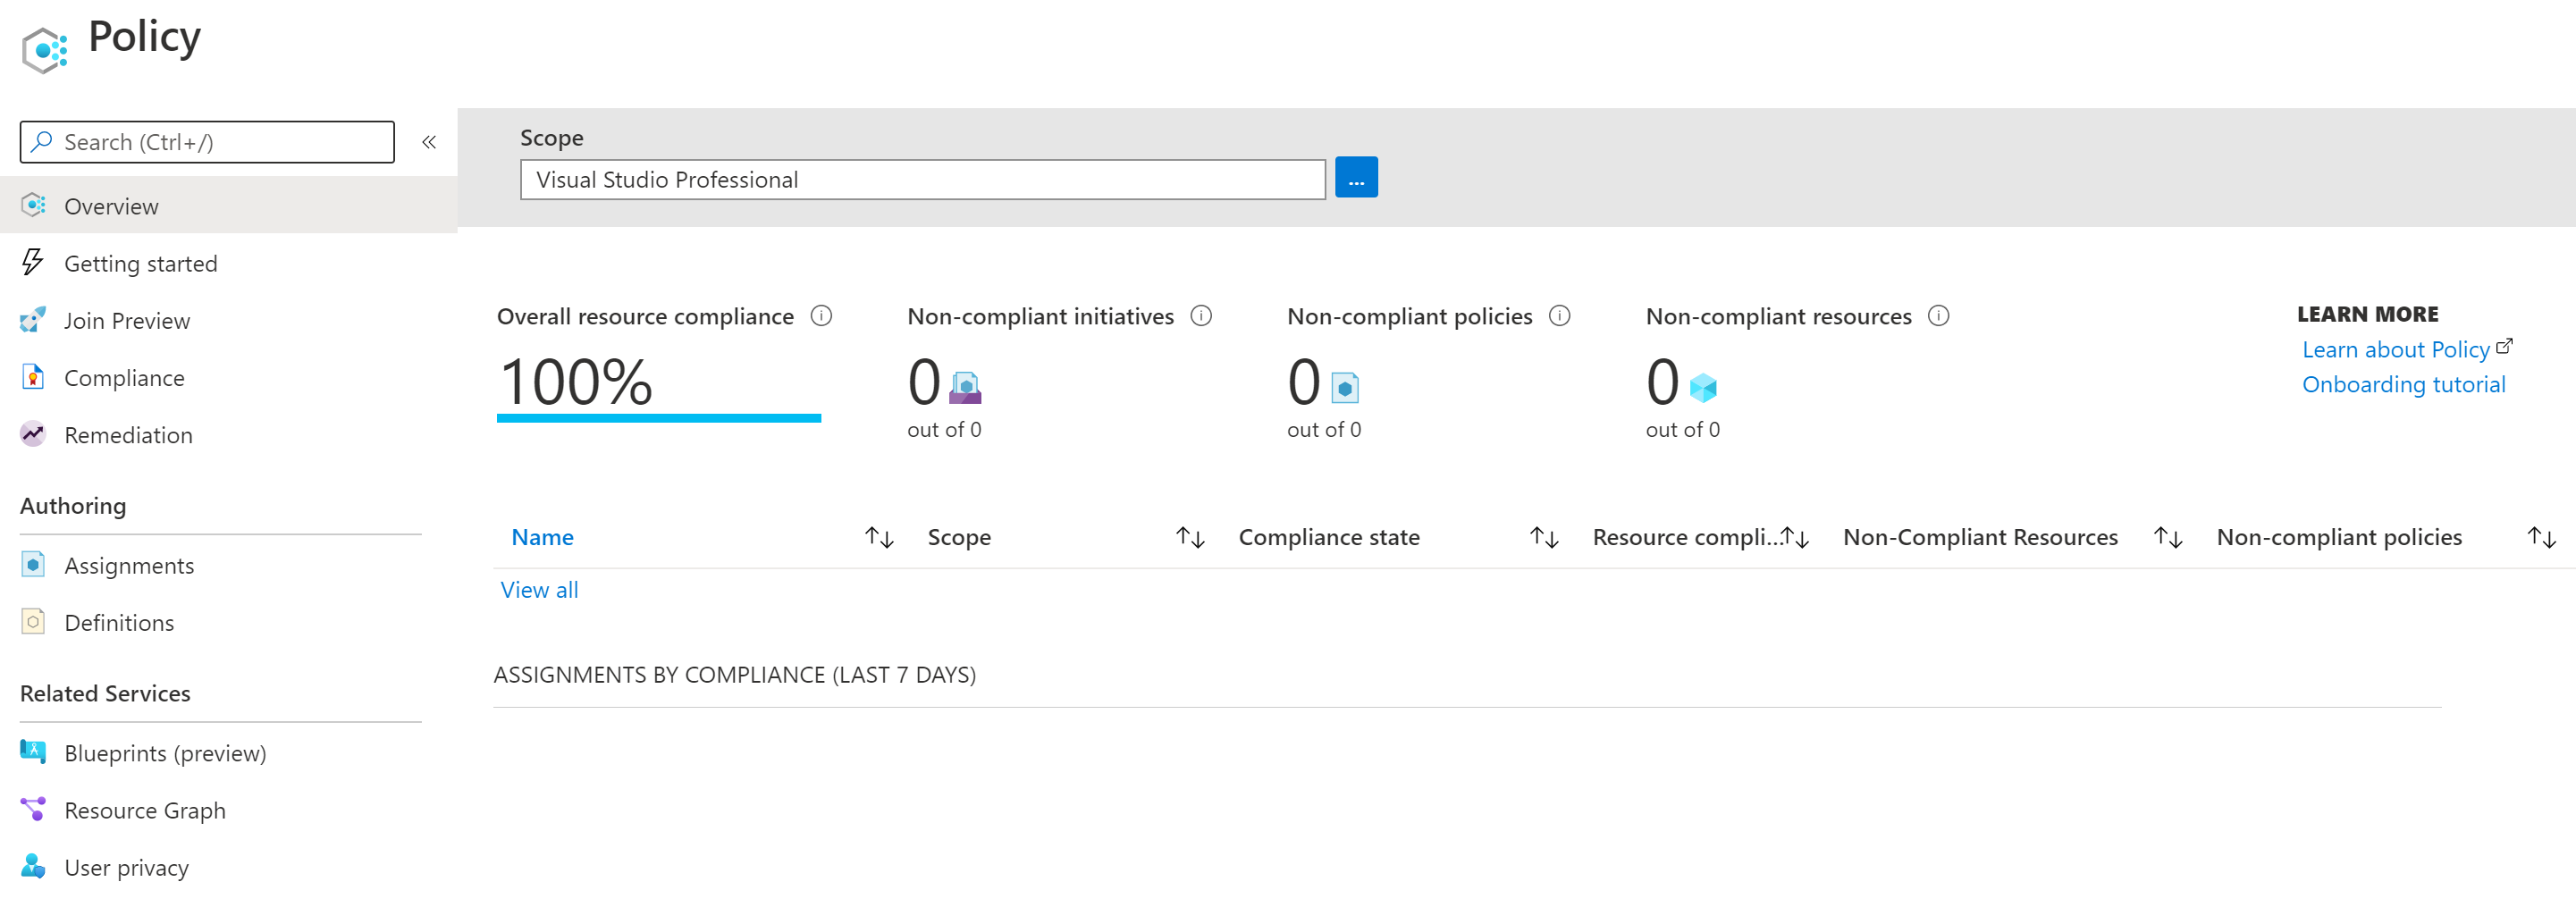 Policy
Search (Ctrl+/)
«
Overview
Getting started
Join Preview
Compliance
Remediation
Authoring
Assignments
Definitions
Related Services
Blueprints (preview)
Resource Graph
User privacy
Scope
Visual Studio Professional
...
Overall resource compliance
100%
Non-compliant initiatives
0
out of 0
Non-compliant policies
0
out of 0
Non-compliant resources
0
out of 0
LEARN MORE
Learn about Policy
Onboarding tutorial
Name ↑↓ Scope ↑↓ Compliance state ↑↓ Resource compli...↑↓ Non-Compliant Resources ↑↓ Non-compliant policies ↑↓
View all
ASSIGNMENTS BY COMPLIANCE (LAST 7 DAYS)